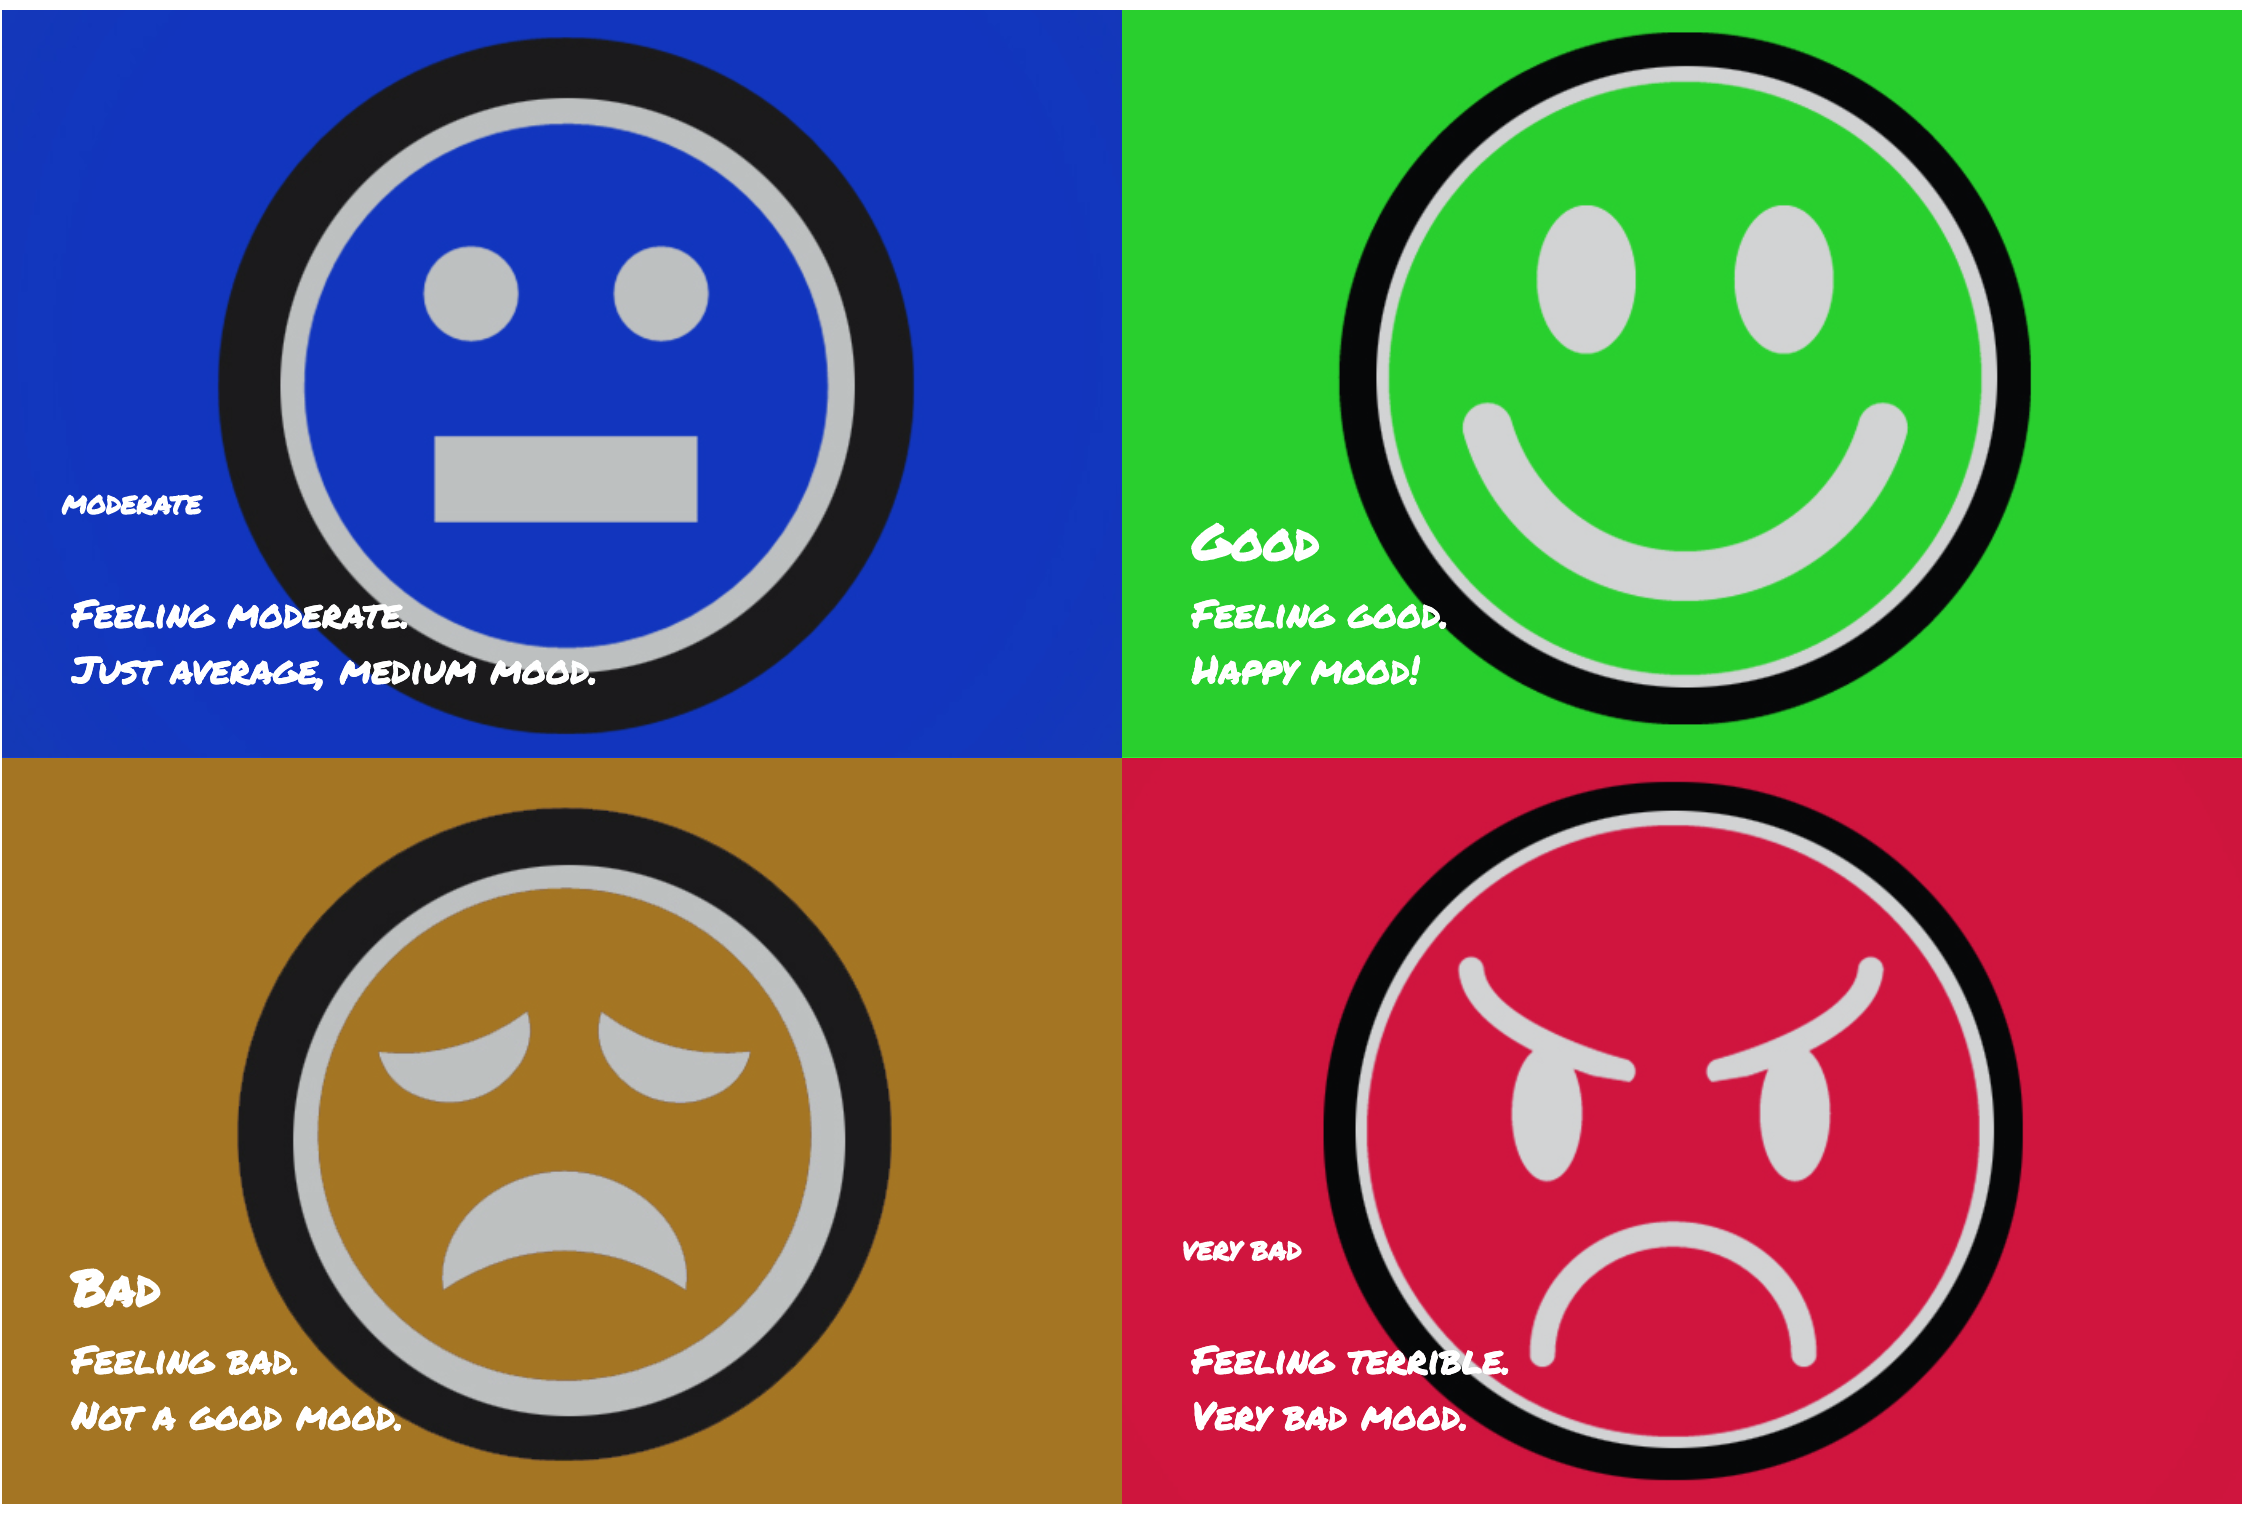 MODERATE
FEELING MODERATE.
JUST AVERAGE, MEDIUM MOOD.
GOOD
FEELING GOOD.
HAPPY MOOD!
BAD
FEELING BAD.
NOT A GOOD MOOD.
VERY BAD
FEELING TERRIBLE.
VERY BAD MOOD.